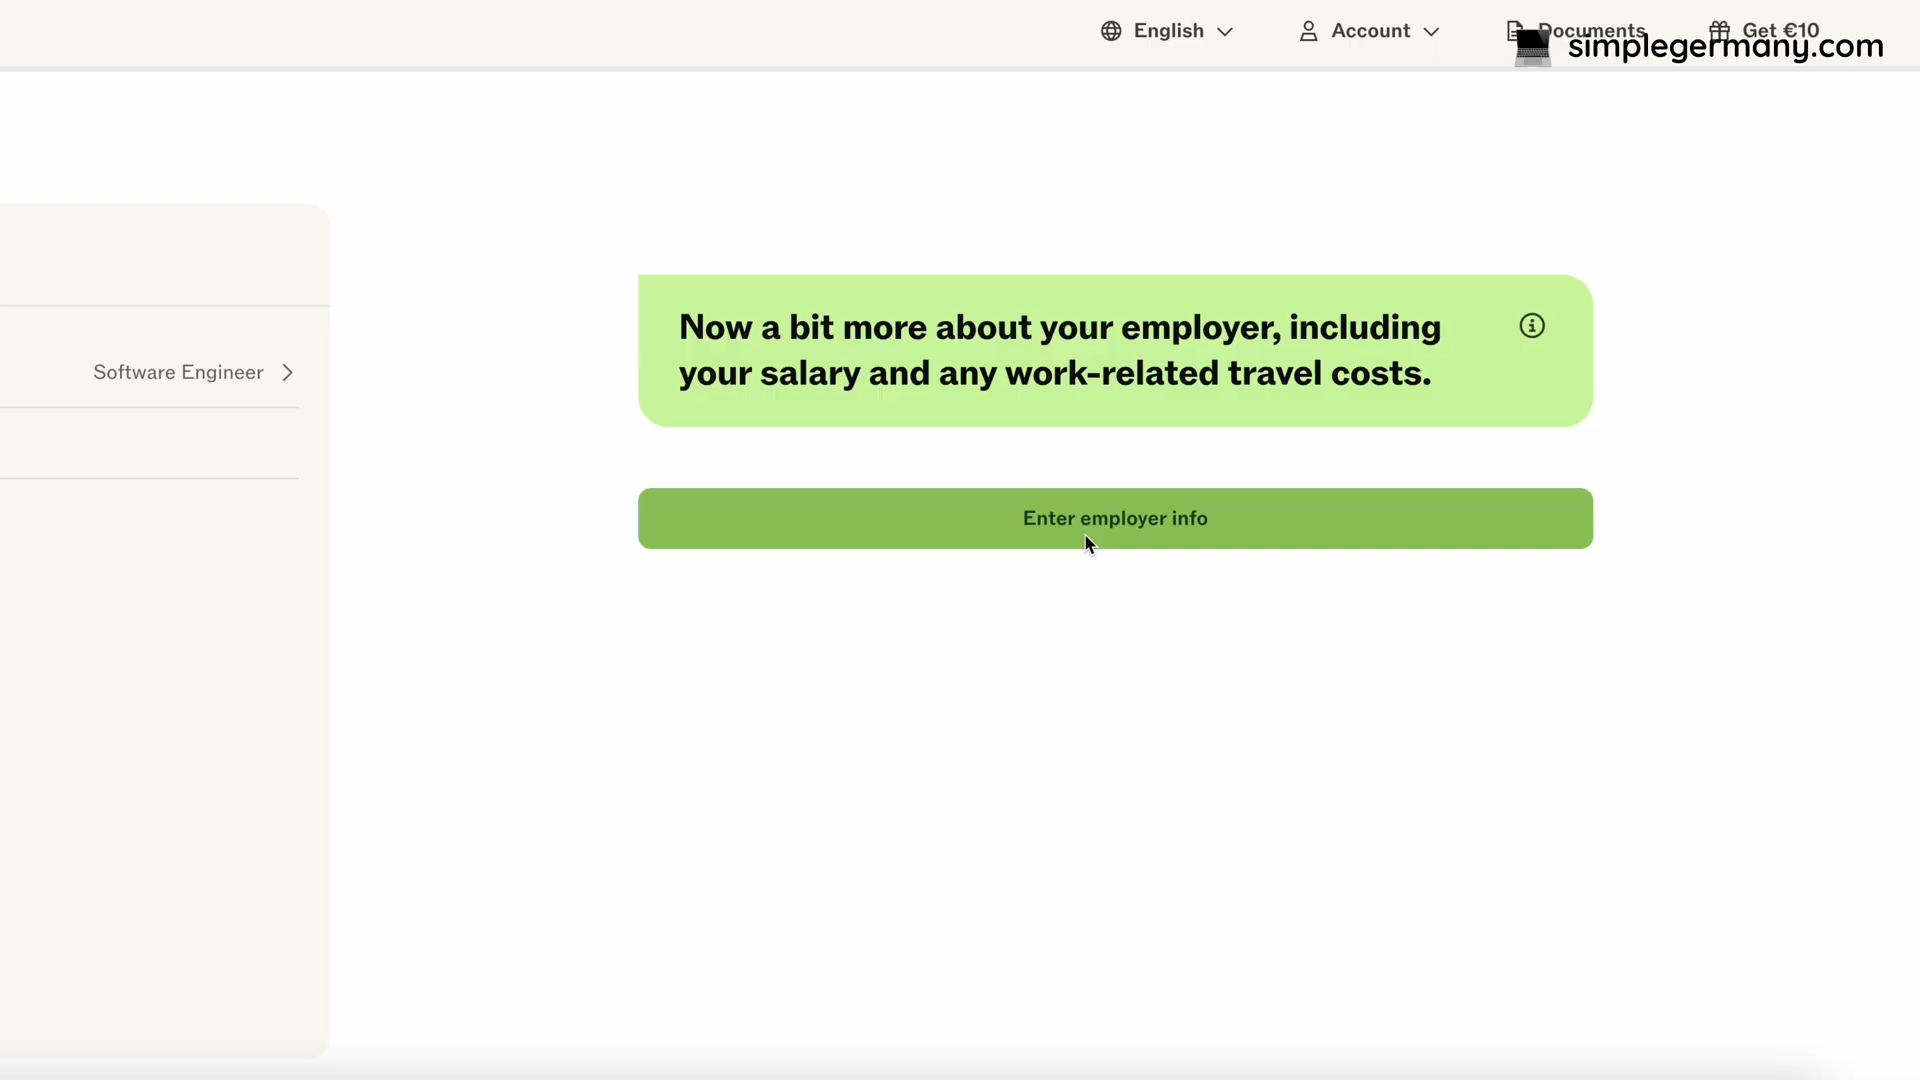 English
Account
Documents
Get €10
simplegermany.com
Software Engineer
Now a bit more about your employer, including
your salary and any work-related travel costs.
Enter employer info